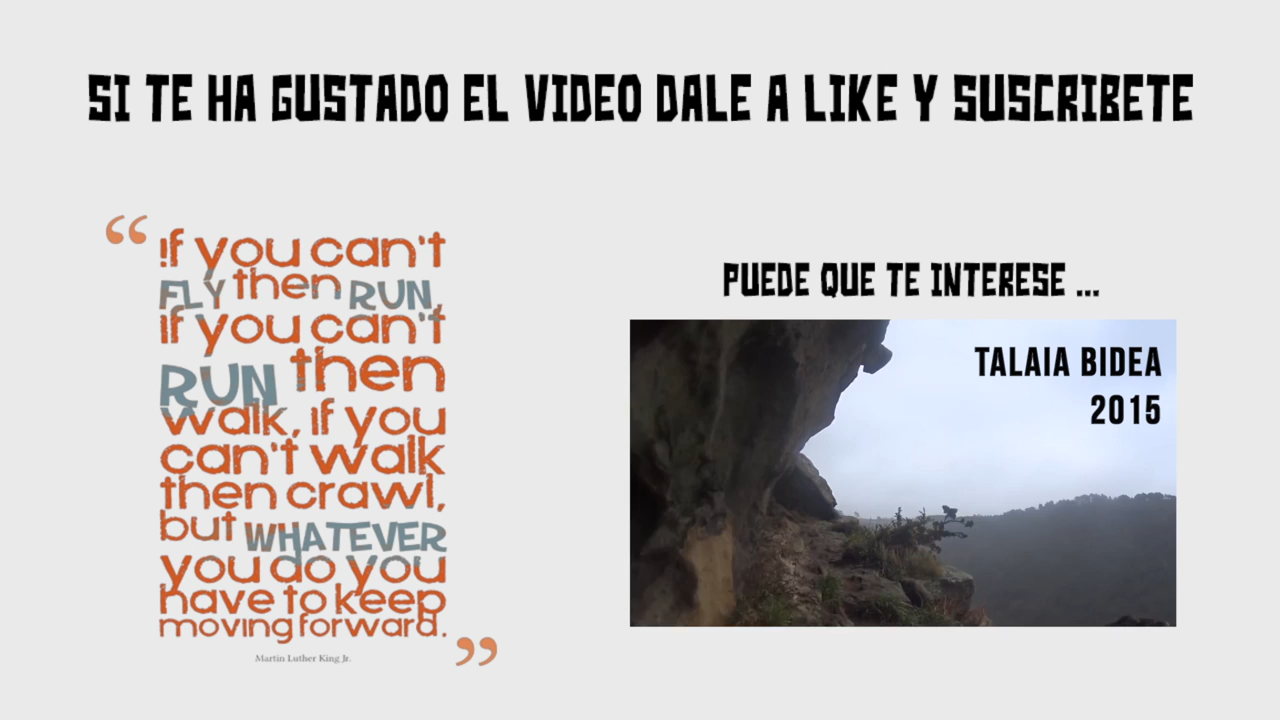 SI TE HA GUSTADO EL VIDEO DALE A LIKE Y SUSCRIBETE
“if you can't
FLY then RUN,
if you can't
RUN then
walk, if you
can't walk
then crawl,
but WHATEVER
you do you
have to keep
moving forward.”
Martin Luther King Jr.
PUEDE QUE TE INTERESE ...
TALAIA BIDEA
2015